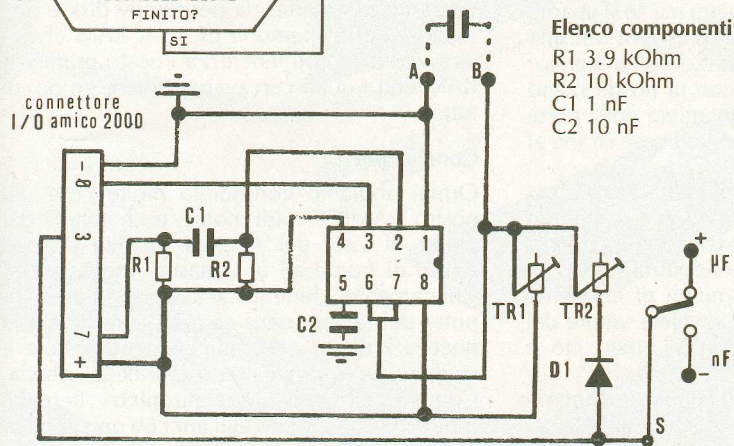 FINITO?
SI
Elenco componenti
R1 3.9 kOhm
R2 10 kOhm
C1 1 nF
C2 10 nF
A
B
connettore
I/O amico 2000
-
0
3
7
+
C1
R1
R2
4 3 2 1
5 6 7 8
C2
TR1
TR2
D1
+
µF
nF
-
S